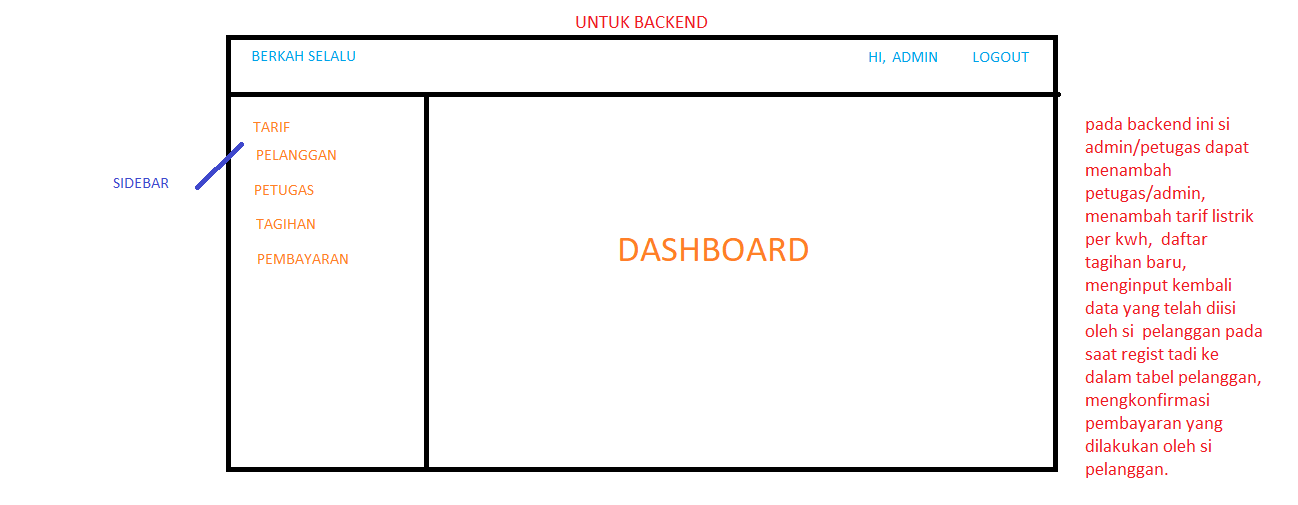 UNTUK BACKEND
BERKAH SELALU
HI, ADMIN
LOGOUT
TARIF
PELANGGAN
SIDEBAR
PETUGAS
TAGIHAN
PEMBAYARAN
DASHBOARD
pada backend ini si
admin/petugas dapat
menambah
petugas/admin,
menambah tarif listrik
per kwh, daftar
tagihan baru,
menginput kembali
data yang telah diisi
oleh si pelanggan pada
saat regist tadi ke
dalam tabel pelanggan,
mengkonfirmasi
pembayaran yang
dilakukan oleh si
pelanggan.